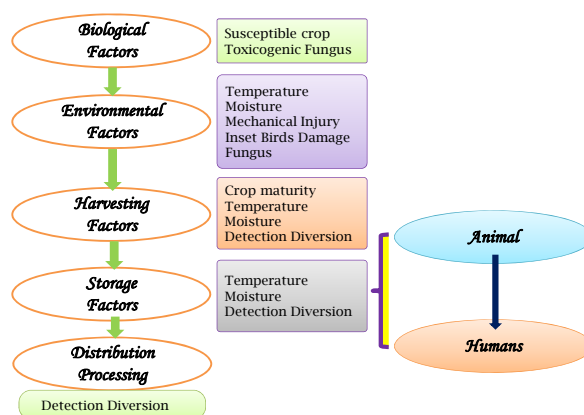 Biological
Factors
Susceptible crop
Toxicogenic Fungus
Environmental
Factors
Temperature
Moisture
Mechanical Injury
Inset Birds Damage
Fungus
Harvesting
Factors
Crop maturity
Temperature
Moisture
Detection Diversion
Storage
Factors
Temperature
Moisture
Detection Diversion
Distribution
Processing
Detection Diversion
Animal
Humans